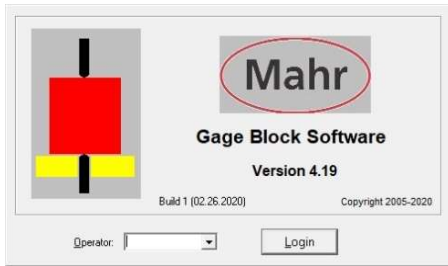 Mahr
Gage Block Software
Version 4.19
Build 1 (02.26.2020) Copyright 2005-2020
Operator: Login